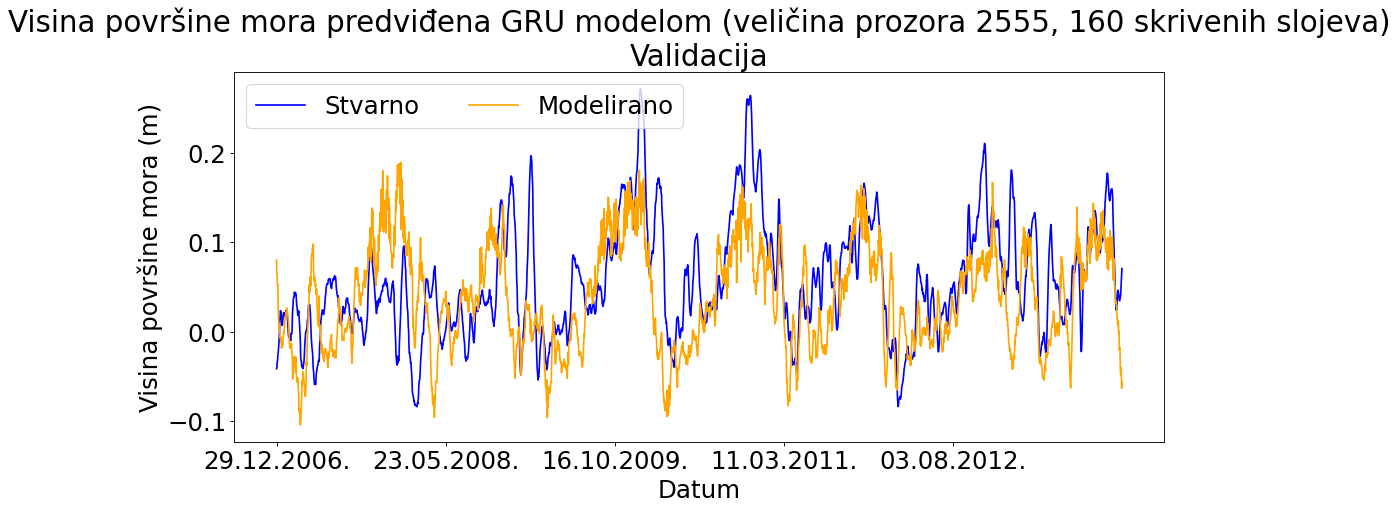 Visina površine mora predviđena GRU modelom (veličina prozora 2555, 160 skrivenih slojeva)
Validacija
Stvarno
Modelirano
Visina površine mora (m)
0.2
0.1
0.0
−0.1
29.12.2006.
23.05.2008.
16.10.2009.
11.03.2011.
03.08.2012.
Datum